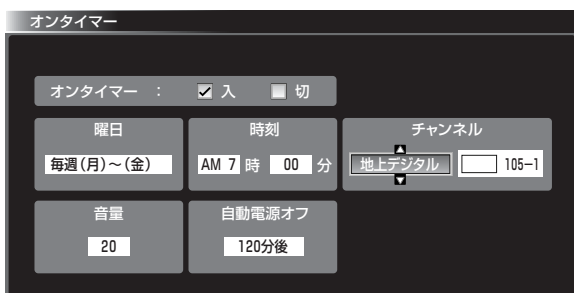 オンタイマー
オンタイマー : 入 切
曜日 時刻 チャンネル
毎週(月)～(金) AM 7 時 00 分 地上デジタル 105-1
音量 自動電源オフ
20 120分後